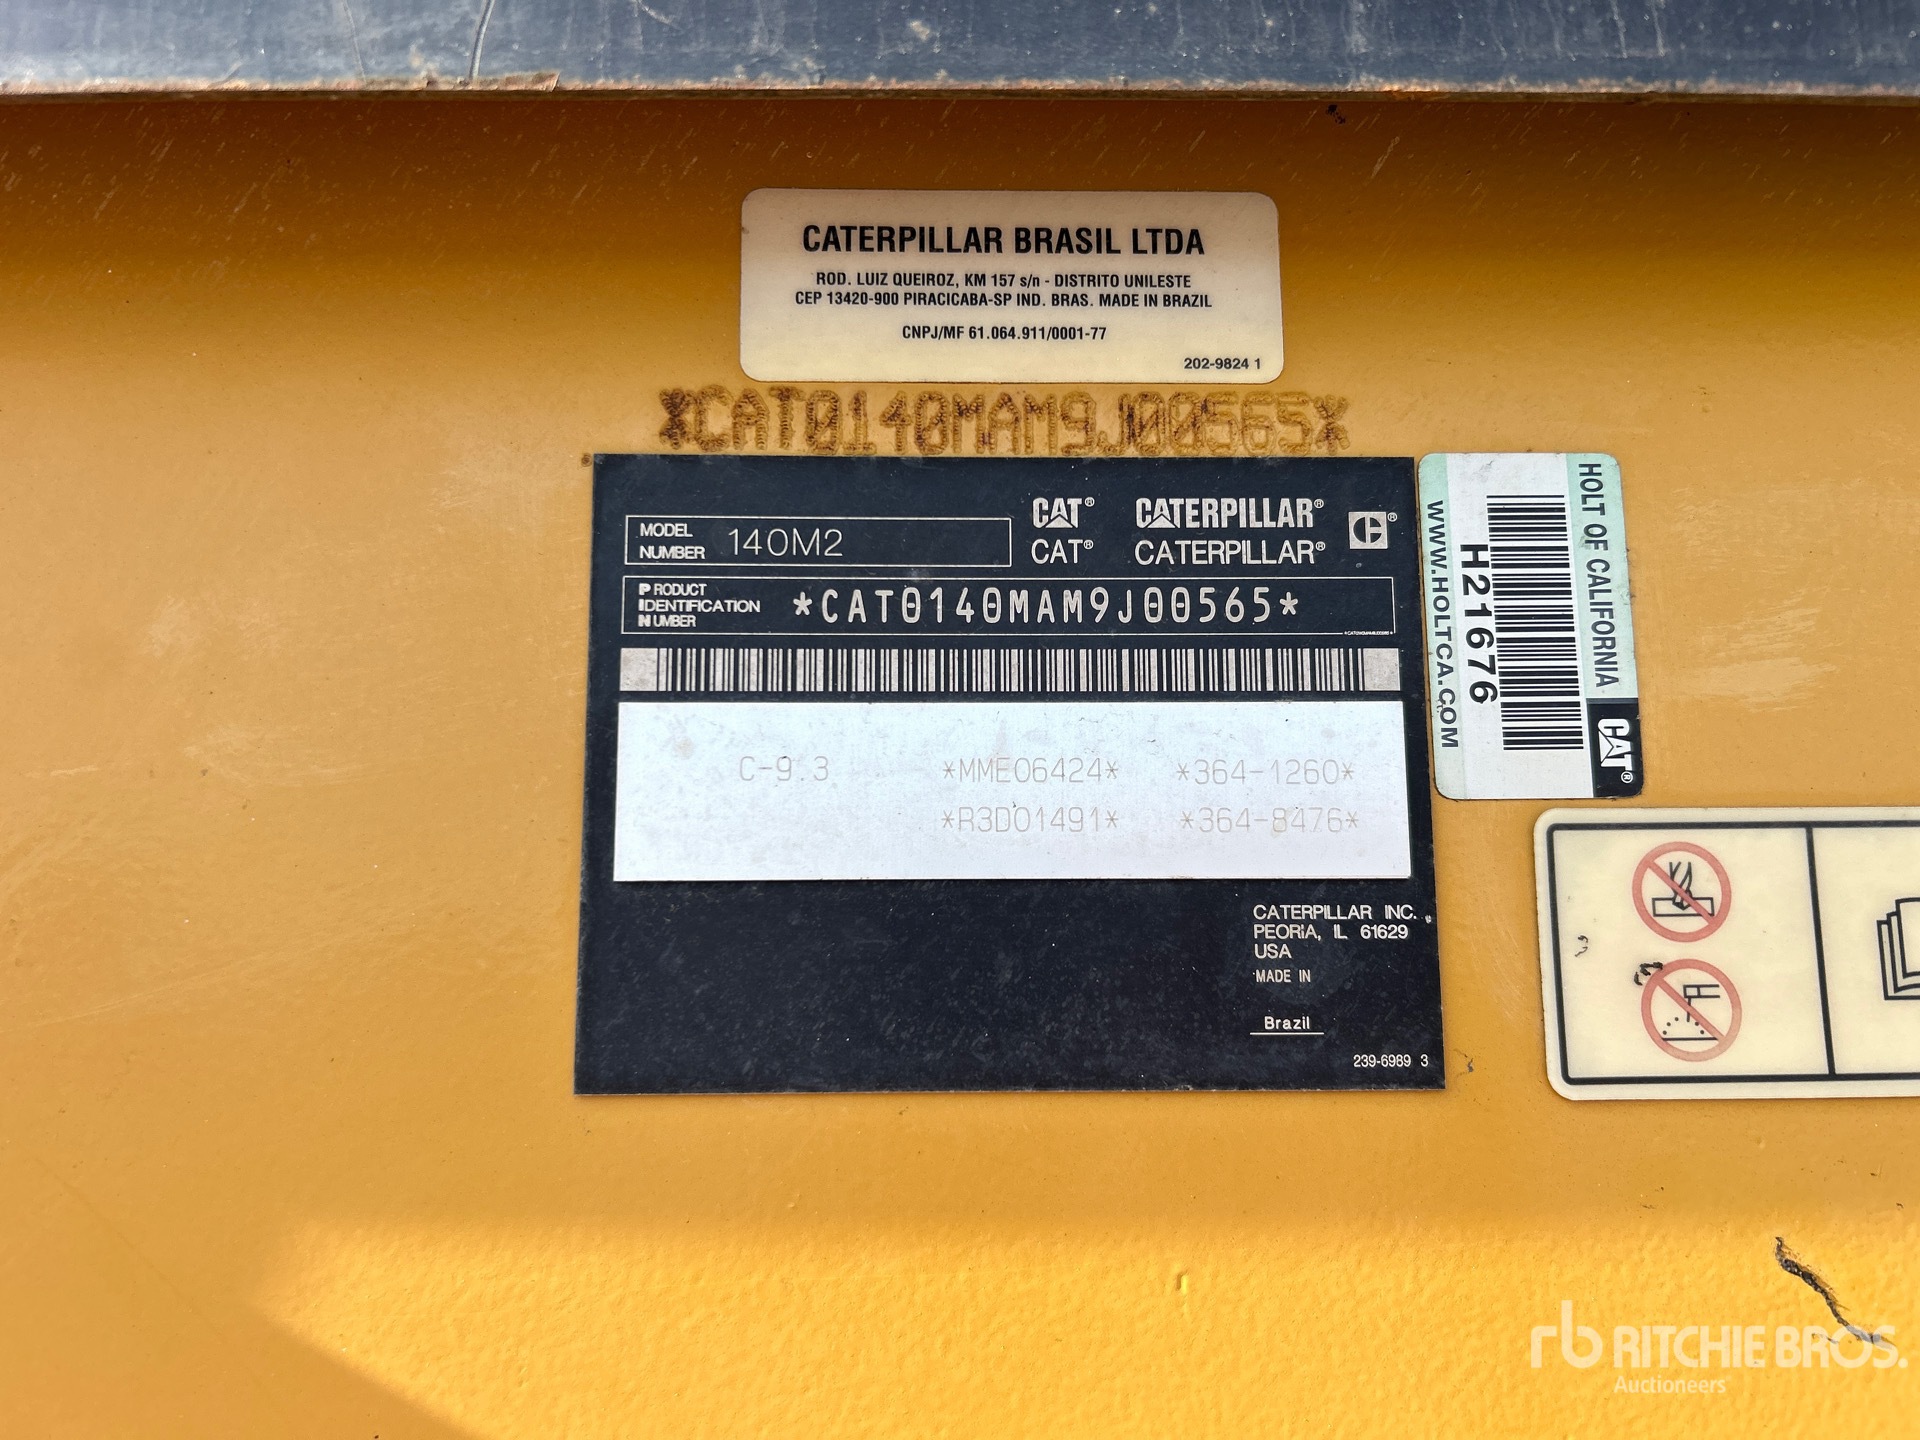 CATERPILLAR BRASIL LTDA
ROD. LUIZ QUEIROZ, KM 157 s/n - DISTRITO UNILESTE
CEP 13420-900 PIRACICABA-SP IND. BRAS. MADE IN BRAZIL
CNPJ/MF 61.064.911/0001-77
202-9824 1
*CAT0140MAM9J00565*
MODEL NUMBER 140M2
CAT® CATERPILLAR® ®
CAT® CATERPILLAR®
PRODUCT IDENTIFICATION NUMBER *CAT0140MAM9J00565*
C-9.3 *MME06424* *364-1260*
*R3D01491* *364-8476*
CATERPILLAR INC.
PEORIA, IL 61629
USA
MADE IN
Brazil
239-6989 3
HOLT OF CALIFORNIA
CAT®
H21676
WWW.HOLTCA.COM
rb RITCHIE BROS.
Auctioneers